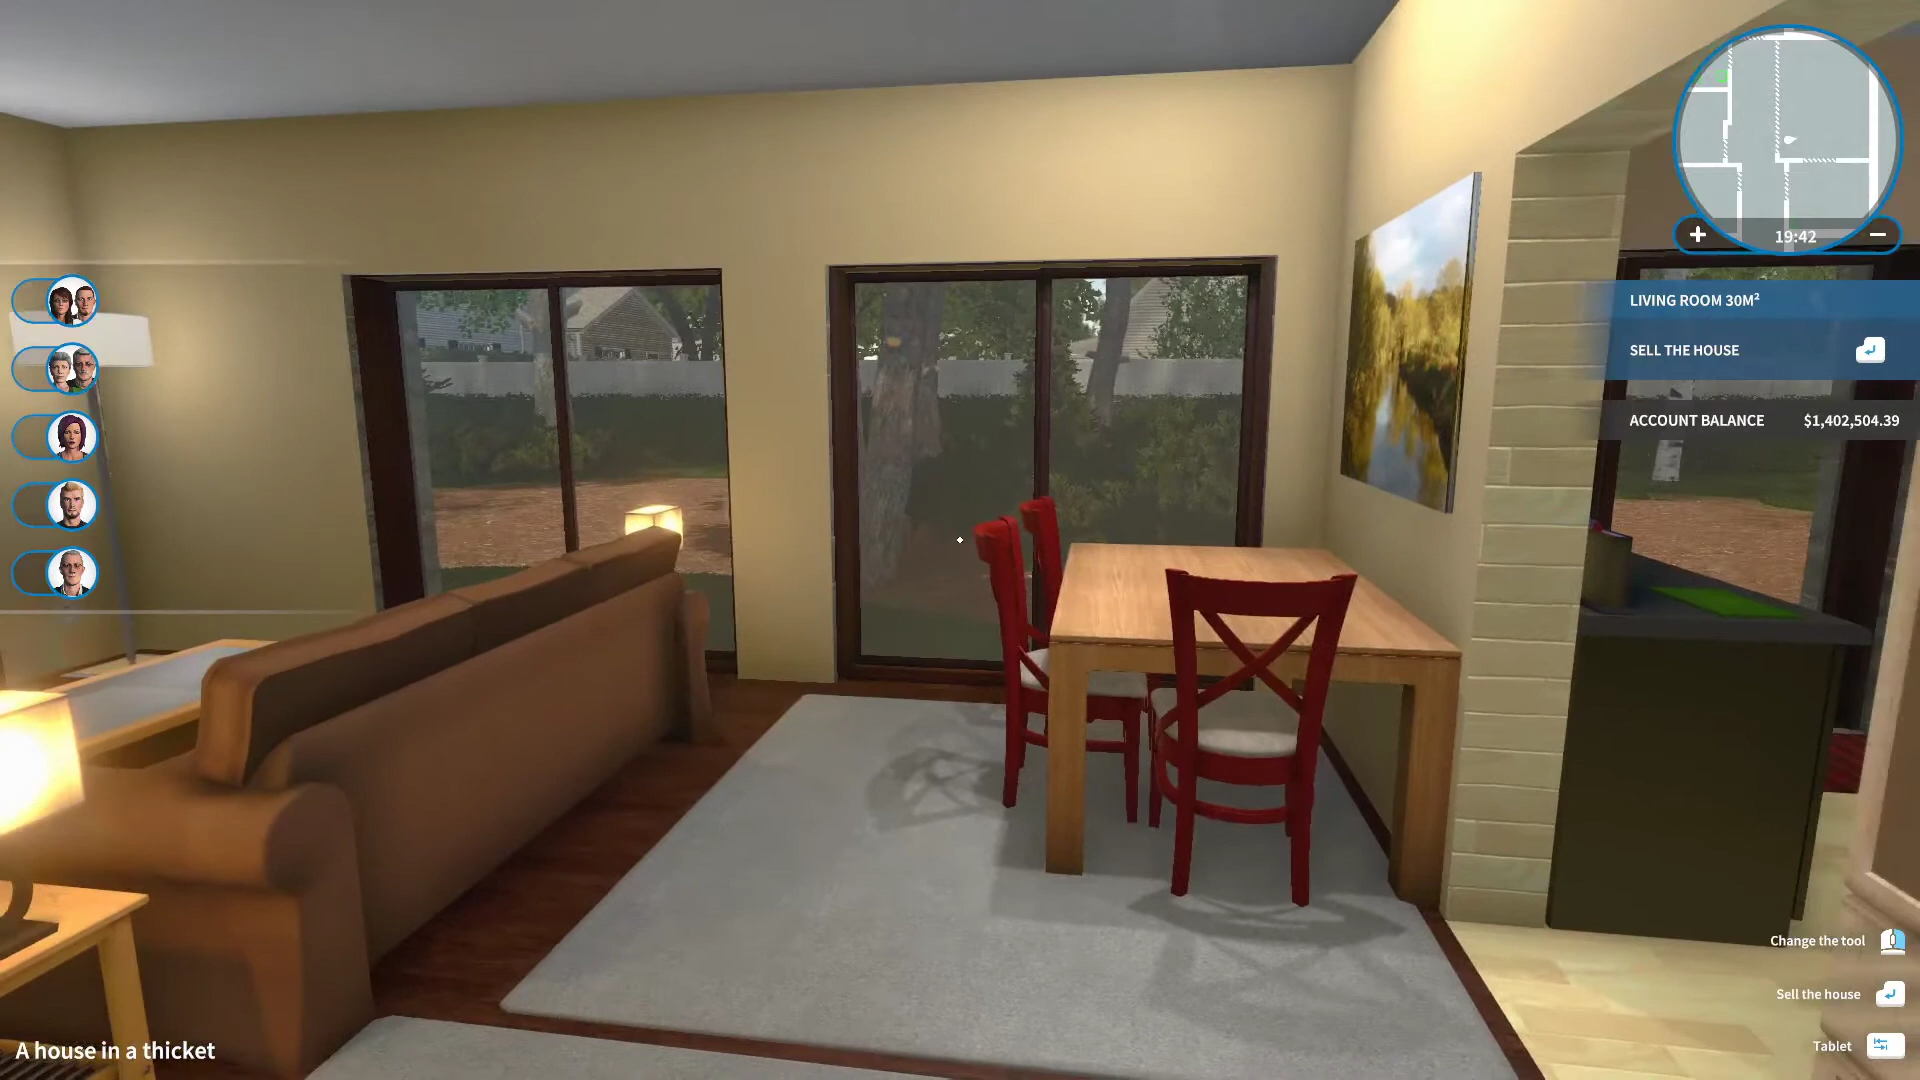 + 19:42 −
LIVING ROOM 30M²
SELL THE HOUSE
ACCOUNT BALANCE $1,402,504.39
Change the tool
Sell the house
Tablet
A house in a thicket